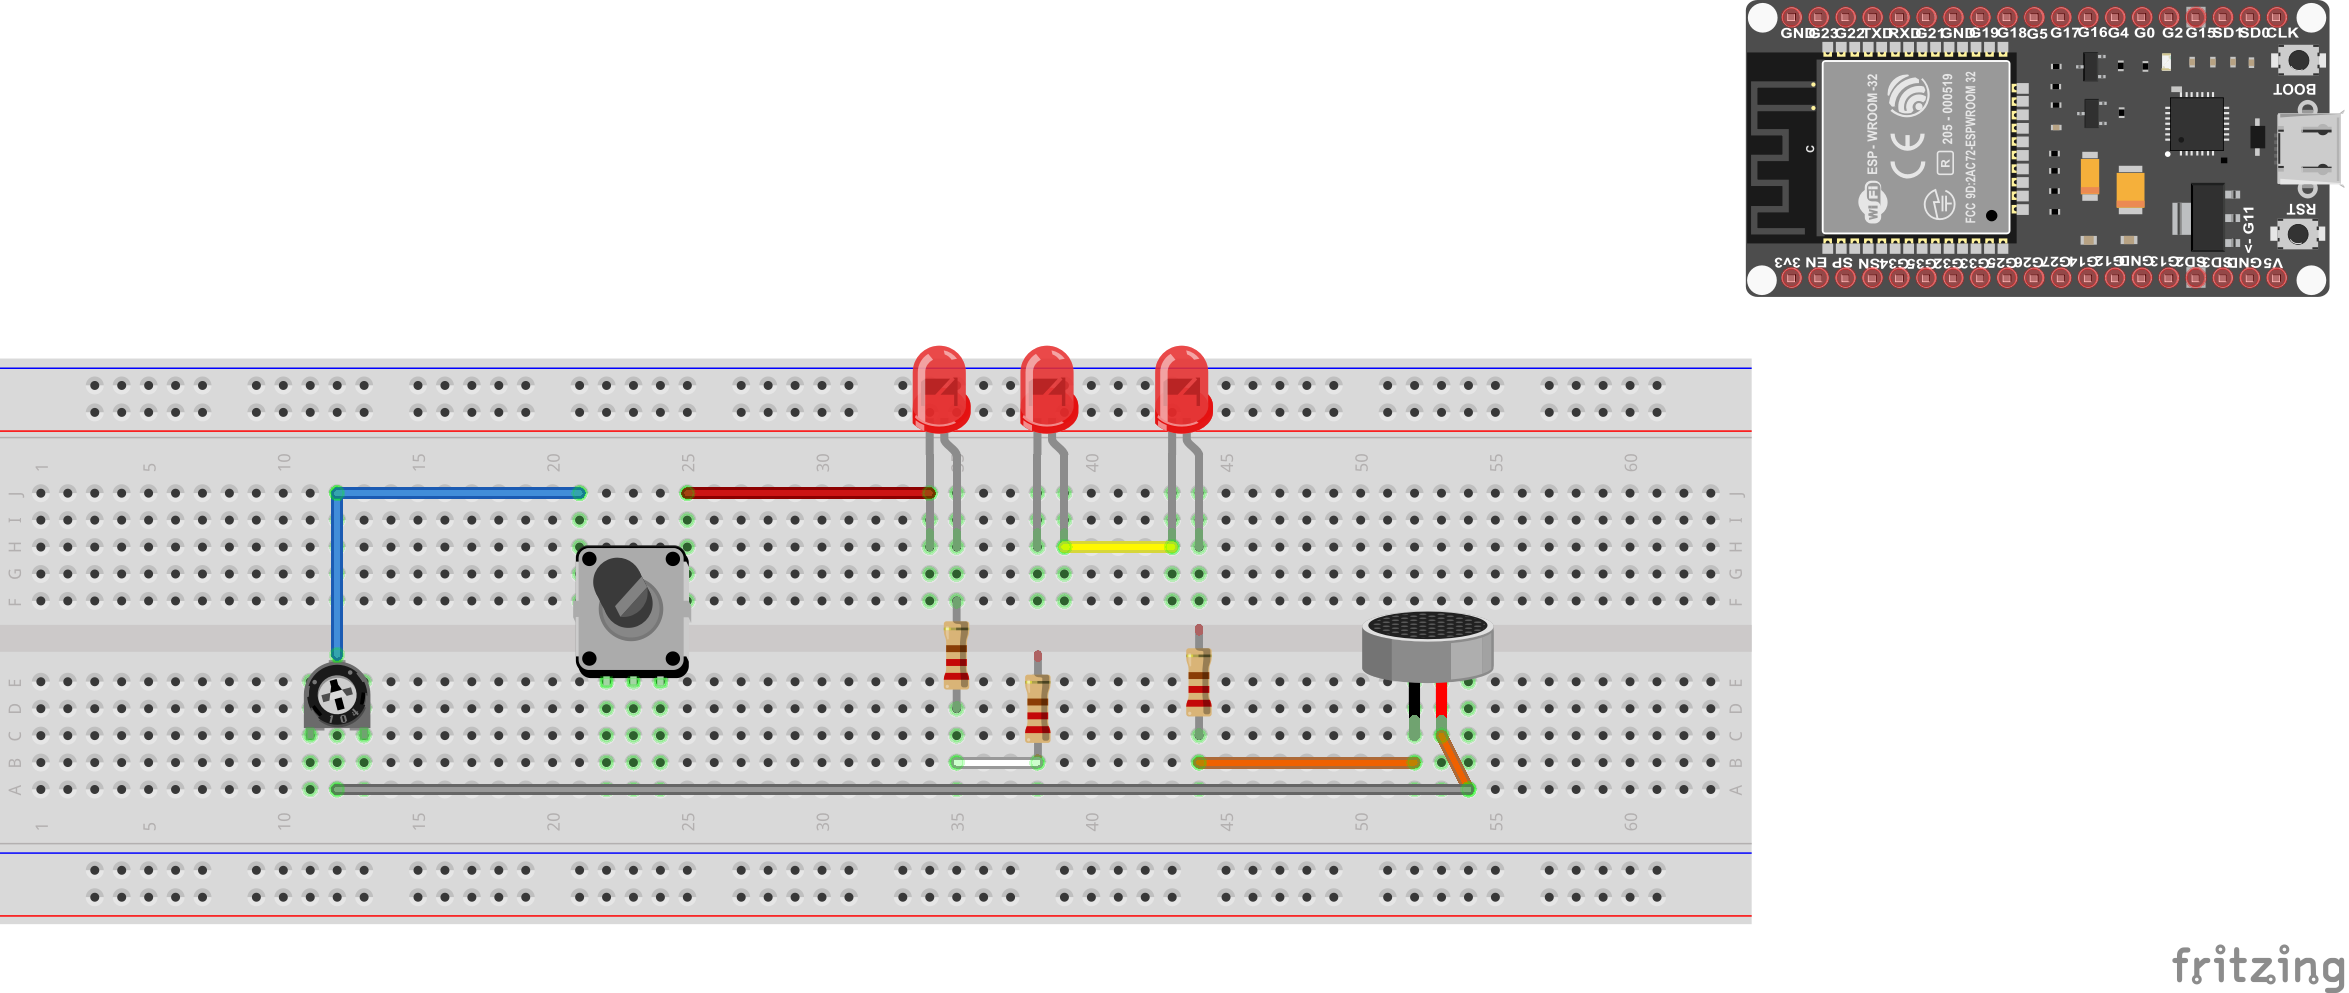 GND G23 G22 TXD RXD G21 GND G19 G18 G5 G17 G16 G4 G0 G2 G15 SD1 SD0 CLK
BOOT
WiFi ESP - WROOM -32
CE
R 205 - 000519
FCC 9D:2AC72-ESPWROOM 32
C
RST
<- G11
3v3 EN SP SN G34 G35 G32 G33 G25 G26 G27 G14 G12 GND G13 SD2 SD3 GND V5
1 5 10 15 20 25 30 35 40 45 50 55 60
J J
I I
H H
G G
F F
E E
D D
C C
B B
A A
104
1 5 10 15 20 25 30 35 40 45 50 55 60
fritzing